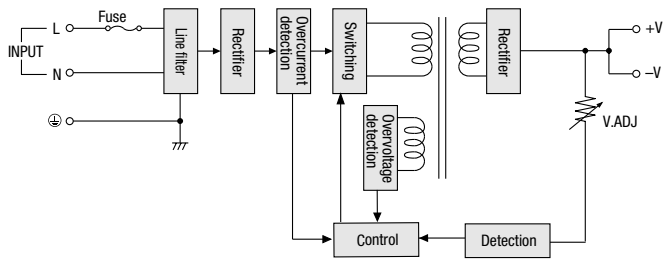 Fuse
L
INPUT
N
Line filter
Rectifier
Overcurrent
detection
Switching
Rectifier
+V
–V
V.ADJ
Overvoltage
detection
Control
Detection